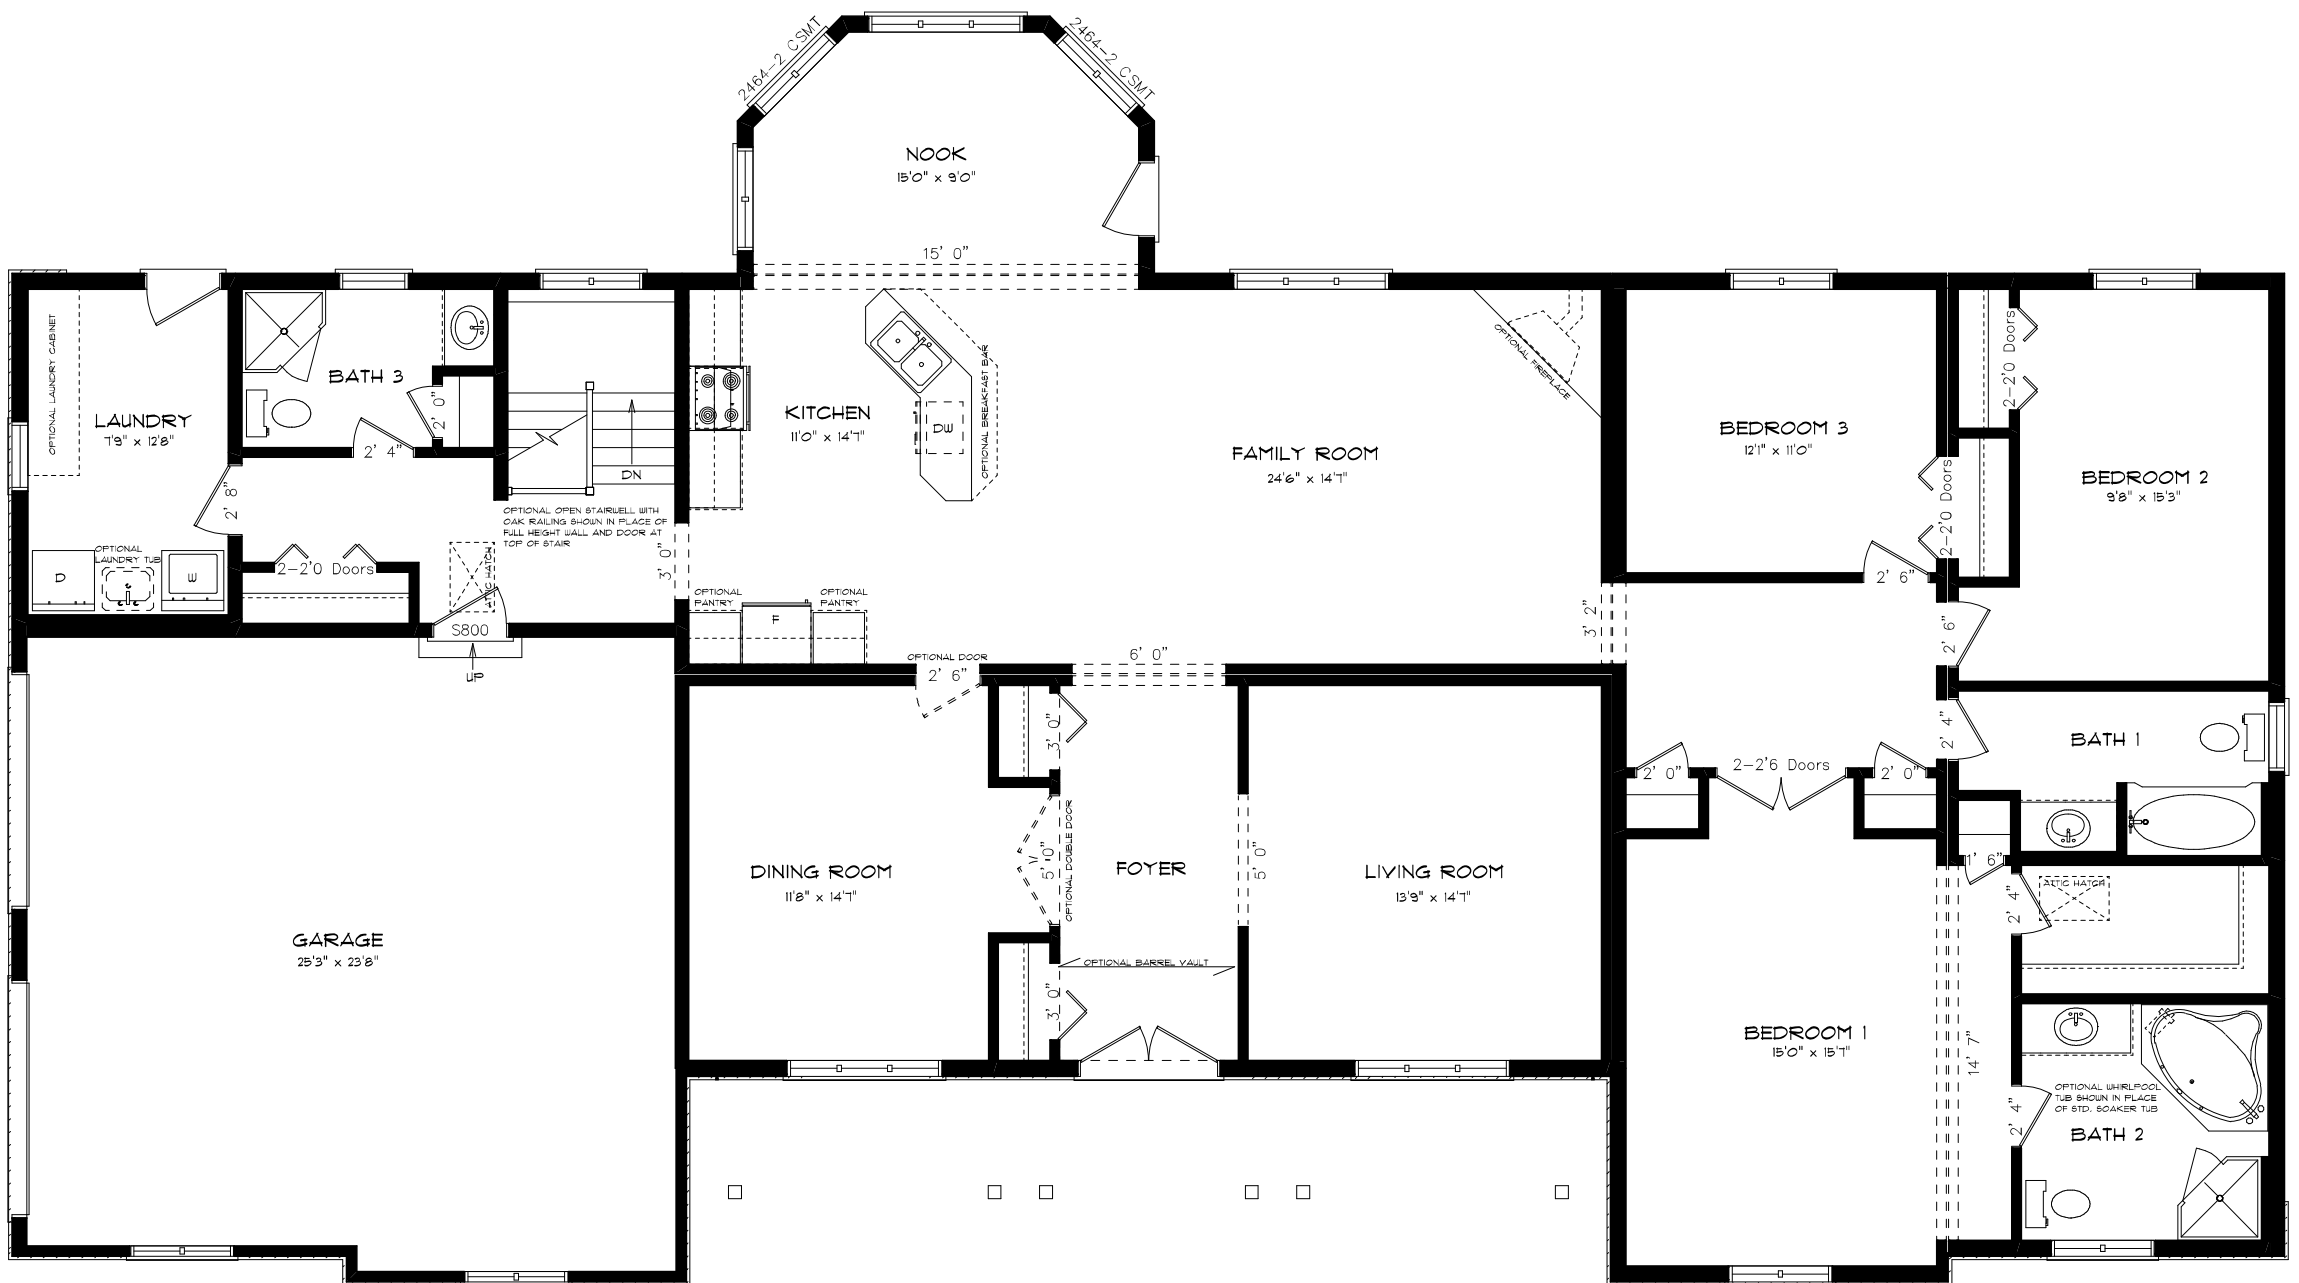 2464-2 CSMT
2464-2 CSMT
NOOK
15'0" x 9'0"
15' 0"
OPTIONAL LAUNDRY CABINET
LAUNDRY
7'9" x 12'8"
BATH 3
2' 0"
2' 4"
2' 8"
DN
OPTIONAL OPEN STAIRWELL WITH
OAK RAILING SHOWN IN PLACE OF
FULL HEIGHT WALL AND DOOR AT
TOP OF STAIR
OPTIONAL
LAUNDRY TUB
D
W
2-2'0 Doors
ATTIC HATCH
S800
UP
3' 0"
KITCHEN
11'0" x 14'7"
DW
OPTIONAL BREAKFAST BAR
OPTIONAL
PANTRY
F
OPTIONAL
PANTRY
FAMILY ROOM
24'6" x 14'7"
OPTIONAL FIREPLACE
3' 2"
OPTIONAL DOOR
2' 6"
6' 0"
BEDROOM 3
12'1" x 11'0"
2' 6"
2-2'0 Doors
2-2'0 Doors
BEDROOM 2
9'8" x 15'3"
2' 6"
2' 4"
BATH 1
2' 0"
2-2'6 Doors
2' 0"
1' 6"
2' 4"
ATTIC HATCH
GARAGE
25'3" x 23'8"
DINING ROOM
11'8" x 14'7"
3' 0"
5' 0"
OPTIONAL DOUBLE DOOR
FOYER
OPTIONAL BARREL VAULT
3' 0"
5' 0"
LIVING ROOM
13'9" x 14'7"
BEDROOM 1
15'0" x 15'7"
14' 7"
2' 4"
OPTIONAL WHIRLPOOL
TUB SHOWN IN PLACE
OF STD. SOAKER TUB
BATH 2